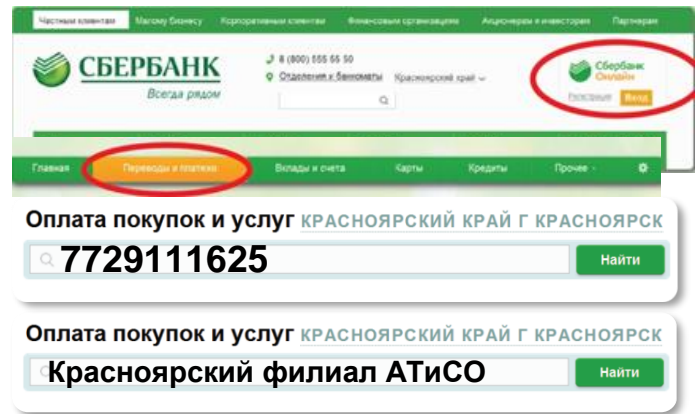 Частным клиентам Малому бизнесу Корпоративным клиентам Финансовым организациям Акционерам и инвесторам Партнерам
СБЕРБАНК
Всегда рядом
8 (800) 555 55 50
Отделения и банкоматы Красноярский край
Сбербанк
Онлайн
Регистрация Вход
Главная Переводы и платежи Вклады и счета Карты Кредиты Прочее
Оплата покупок и услуг КРАСНОЯРСКИЙ КРАЙ Г КРАСНОЯРСК
7729111625 Найти
Оплата покупок и услуг КРАСНОЯРСКИЙ КРАЙ Г КРАСНОЯРСК
Красноярский филиал АТиСО Найти